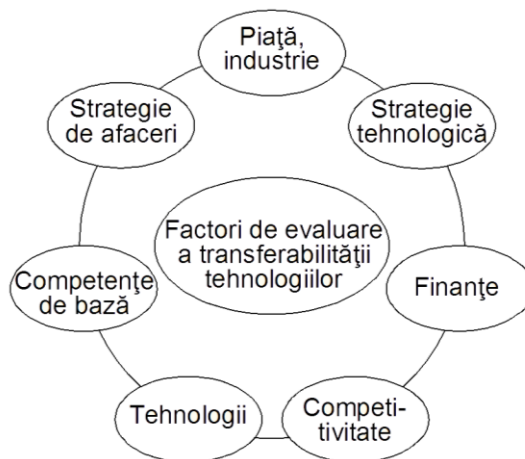 Piaţă,
industrie
Strategie
de afaceri
Strategie
tehnologică
Factori de evaluare
a transferabilităţii
tehnologiilor
Competenţe
de bază
Finanţe
Tehnologii
Competi-
tivitate